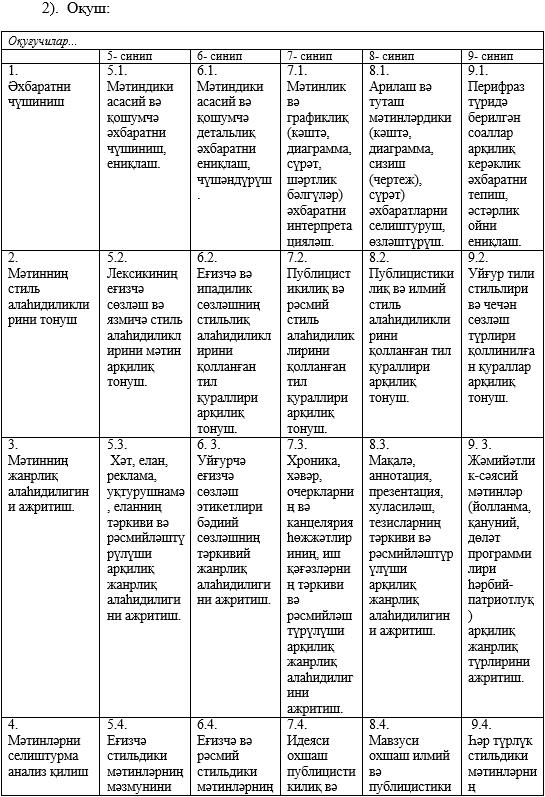 2). Оқуш:
Оқуғучилар...
5- синип
6- синип
7- синип
8- синип
9- синип
1.
Әхбаратни
чүшиниш
5.1.
Мәтиндики
асасий вә
қошумчә
әхбаратни
чүшиниш,
ениқлаш.
6.1.
Мәтиндики
асасий вә
қошумчә
детальлиқ
әхбаратни
ениқлаш,
чүшәндүрүш
.
7.1.
Мәтинлик
вә
графиклиқ
(кәштә,
диаграмма,
сүрәт,
шәртлик
бәлгүләр)
әхбаратни
интерпрета
цияләш.
8.1.
Арилаш вә
туташ
мәтинләрдики
(кәштә,
диаграмма,
сизиш
(чертеж),
сүрәт)
әхбаратларни
селиштуруш,
өзләштүрүш.
9.1.
Перифраз
түридә
берилгән
соаллар
арқилиқ
керәклик
әхбаратни
тепиш,
әстәрлик
ойни
ениқлаш.
2.
Мәтинниң
стиль
алаһидиликли
рини тонуш
5.2.
Лексикиниң
еғизчә
сөзләш вә
язмичә стиль
алаһидиликл
ирини мәтин
арқилиқ
тонуш.
6.2.
Еғизчә вә
ипадилик
сөзләшниң
стильлиқ
алаһидиликл
ирини
қолланған
тил
қураллири
арқилиқ
тонуш.
7.2.
Публицист
икилиқ вә
рәсмий
стиль
алаһидилик
лирини
қолланған
тил
қураллири
арқилиқ
тонуш.
8.2.
Публицистики
лиқ вә илмий
стиль
алаһидиликли
рини
қолланған тил
қураллири
арқилиқ
тонуш.
9.2.
Уйғур тили
стильлири
вә чечән
сөзләш
түрлири
қоллинилға
н қураллар
арқилиқ
тонуш.
3.
Мәтинниң
жанрлиқ
алаһидилигин
и ажритиш.
5.3.
Хәт, елан,
реклама,
уқтурушнамә
, еланниң
тәркиви вә
рәсмийләштү
рүлүши
арқилиқ
жанрлиқ
алаһидилиги
ни ажритиш.
6. 3.
Уйғурчә
еғизчә
сөзләш
этикетлири
бәдиий
сөзләшниң
тәркивий
жанрлиқ
алаһидилиги
ни ажритиш.
7.3.
Хроника,
хәвәр,
очеркларни
ң вә
канцелярия
һөжжәтлир
иниң, иш
қәғәзләрни
ң тәркиви
вә
рәсмийләш
түрүлүши
арқилиқ
жанрлиқ
алаһидилиг
ини
ажритиш.
8.3.
Мақалә,
аннотация,
презентация,
хуласиләш,
тезисларниң
тәркиви вә
рәсмийләштүр
үлүши
арқилиқ
жанрлиқ
алаһидилигин
и ажритиш.
9. 3.
Жәмийәтли
к-сәясий
мәтинләр
(йолланма,
қануний,
дөләт
программи
лири
һәрбий-
патриотлуқ
)
арқилиқ
жанрлиқ
түрлирини
ажритиш.
4.
Мәтинләрни
селиштурма
анализ қилиш
5.4.
Еғизчә
стильдики
мәтинләрниң
мәзмунини
6.4.
Еғизчә вә
рәсмий
стильдики
мәтинләрниң
7.4.
Идеяси
охшаш
публицисти
килиқ вә
8.4.
Мавзуси
охшаш илмий
вә
публицистики
9.4.
Һәр түрлүк
стильдики
мәтинләрни
ң